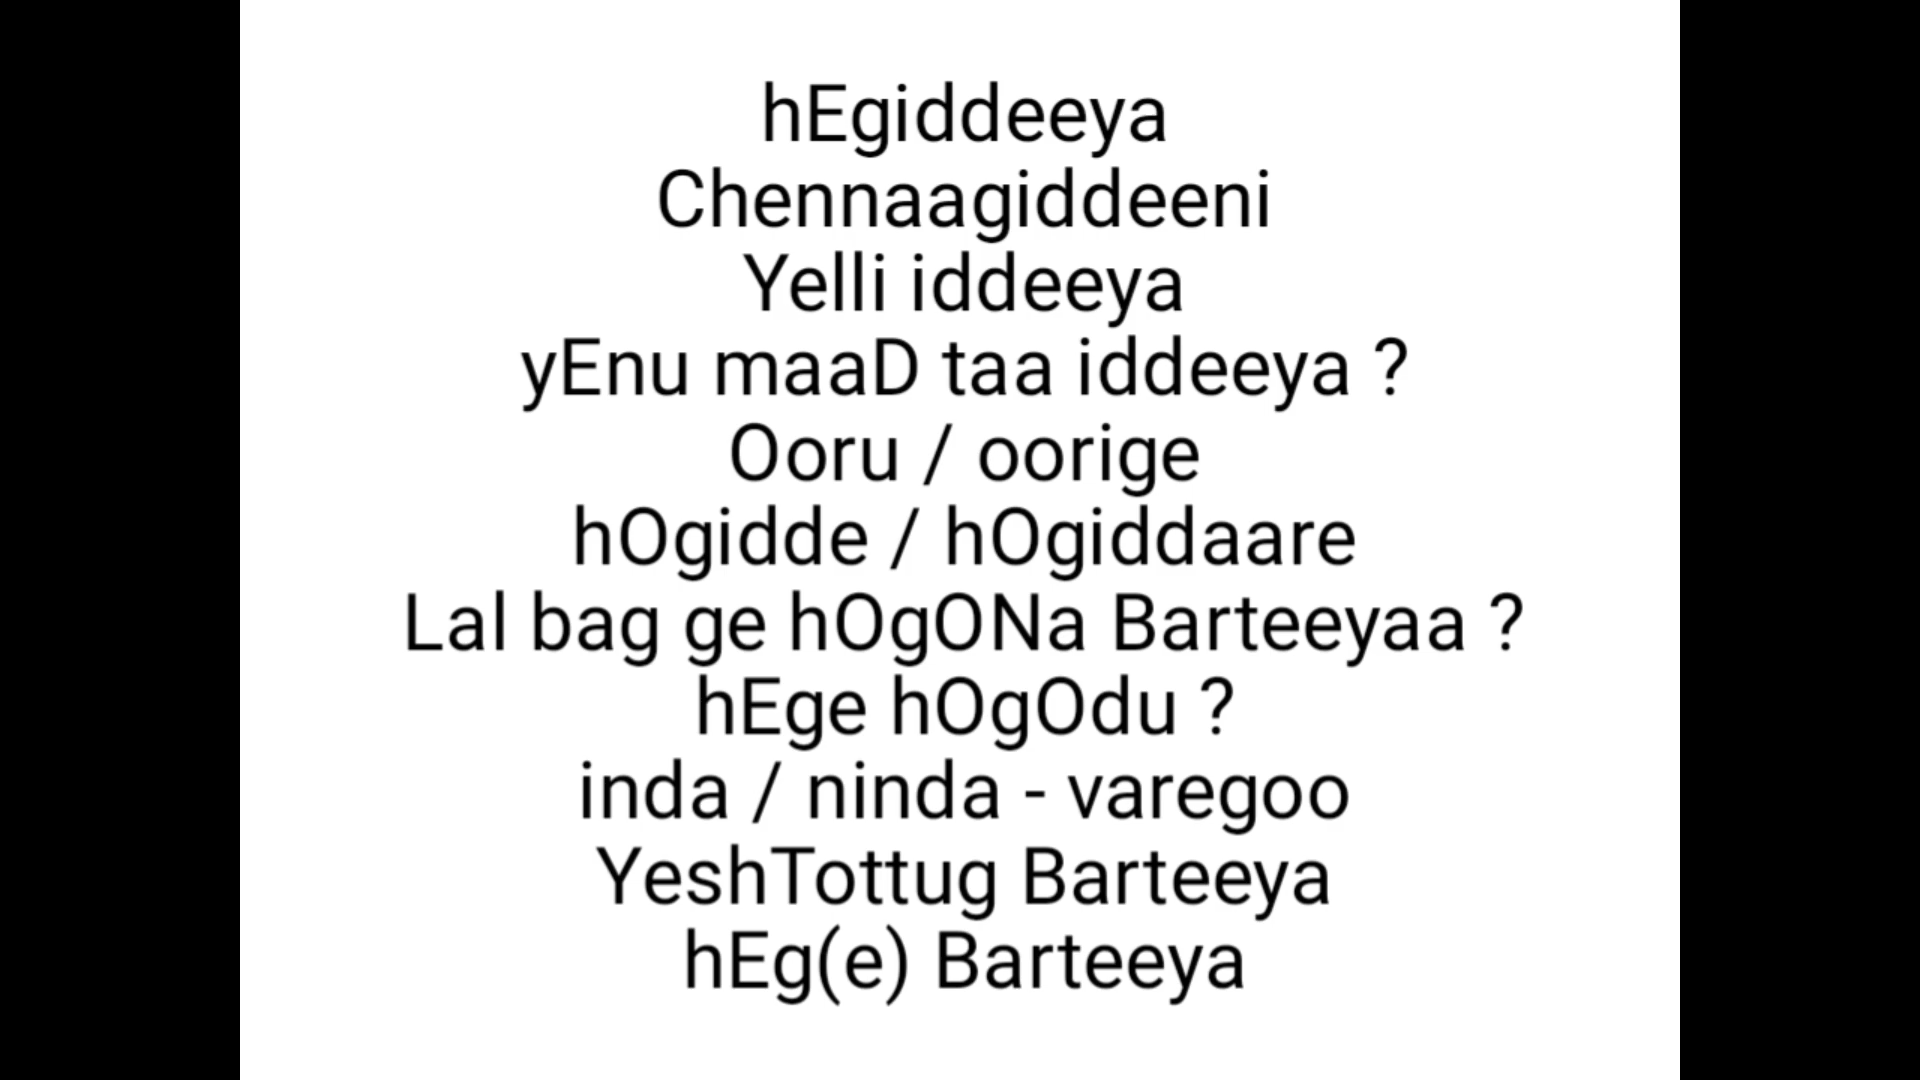 hEgiddeeya
Chennaagiddeeni
Yelli iddeeya
yEnu maaD taa iddeeya ?
Ooru / oorige
hOgidde / hOgiddaare
Lal bag ge hOgONa Barteeyaa ?
hEge hOgOdu ?
inda / ninda - varegoo
YeshTottug Barteeya
hEg(e) Barteeya